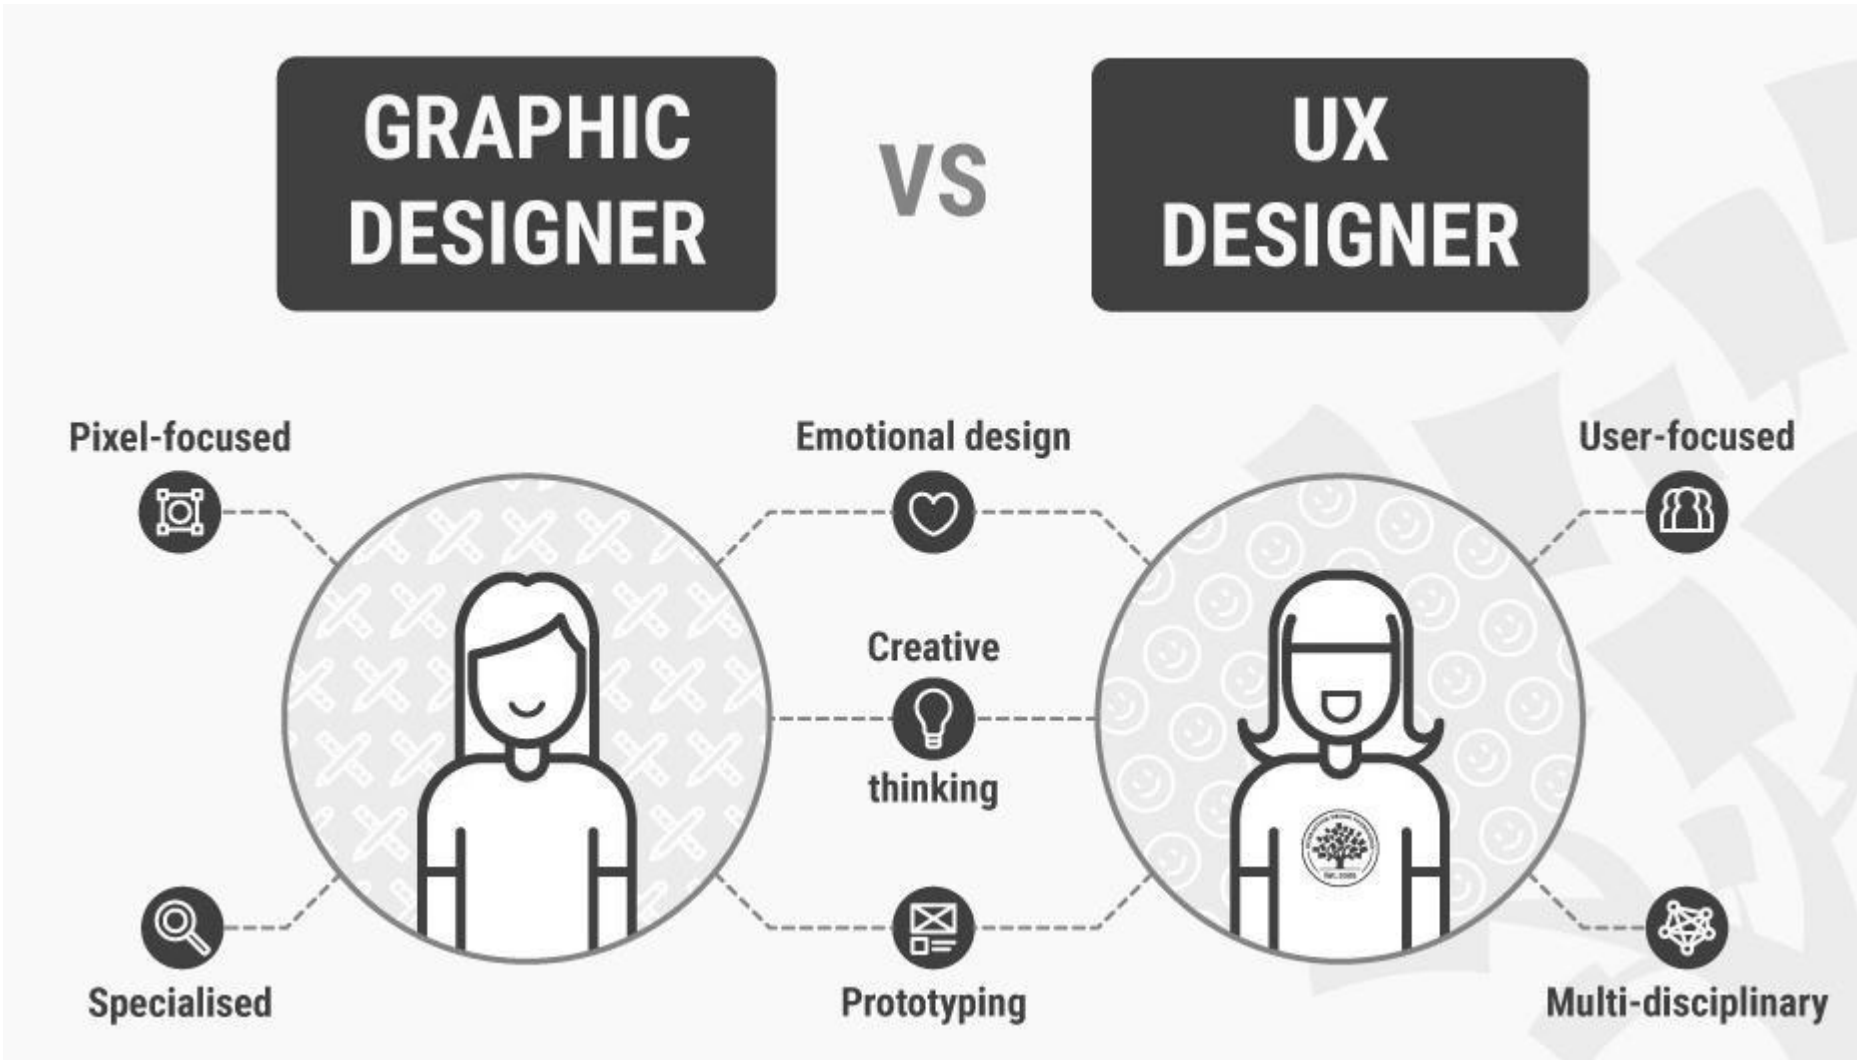 GRAPHIC
DESIGNER
VS
UX
DESIGNER
Pixel-focused
Emotional design
User-focused
Creative
thinking
Specialised
Prototyping
Multi-disciplinary